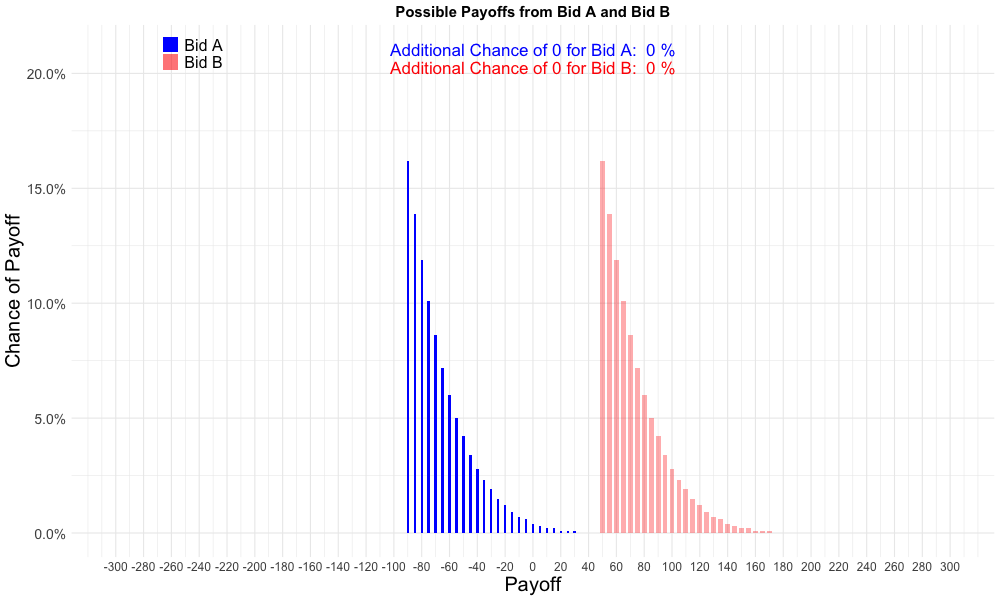 Possible Payoffs from Bid A and Bid B
Bid A
Bid B
Additional Chance of 0 for Bid A:  0 %
Additional Chance of 0 for Bid B:  0 %
Chance of Payoff
20.0%
15.0%
10.0%
5.0%
0.0%
-300 -280 -260 -240 -220 -200 -180 -160 -140 -120 -100 -80 -60 -40 -20 0 20 40 60 80 100 120 140 160 180 200 220 240 260 280 300
Payoff